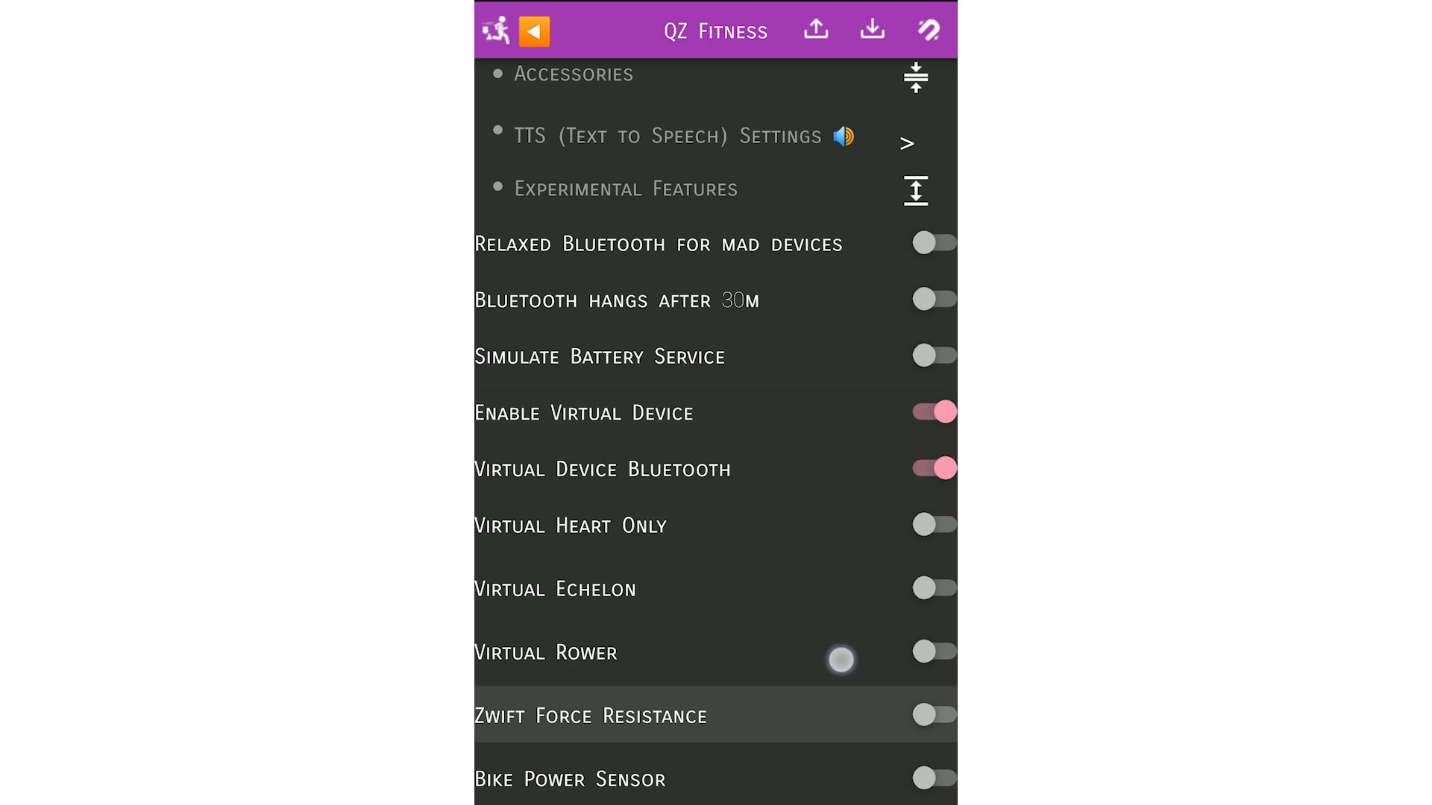 QZ Fitness
Accessories
TTS (Text to Speech) Settings 🔊
>
Experimental Features
Relaxed Bluetooth for mad devices
Bluetooth hangs after 30m
Simulate Battery Service
Enable Virtual Device
Virtual Device Bluetooth
Virtual Heart Only
Virtual Echelon
Virtual Rower
Zwift Force Resistance
Bike Power Sensor